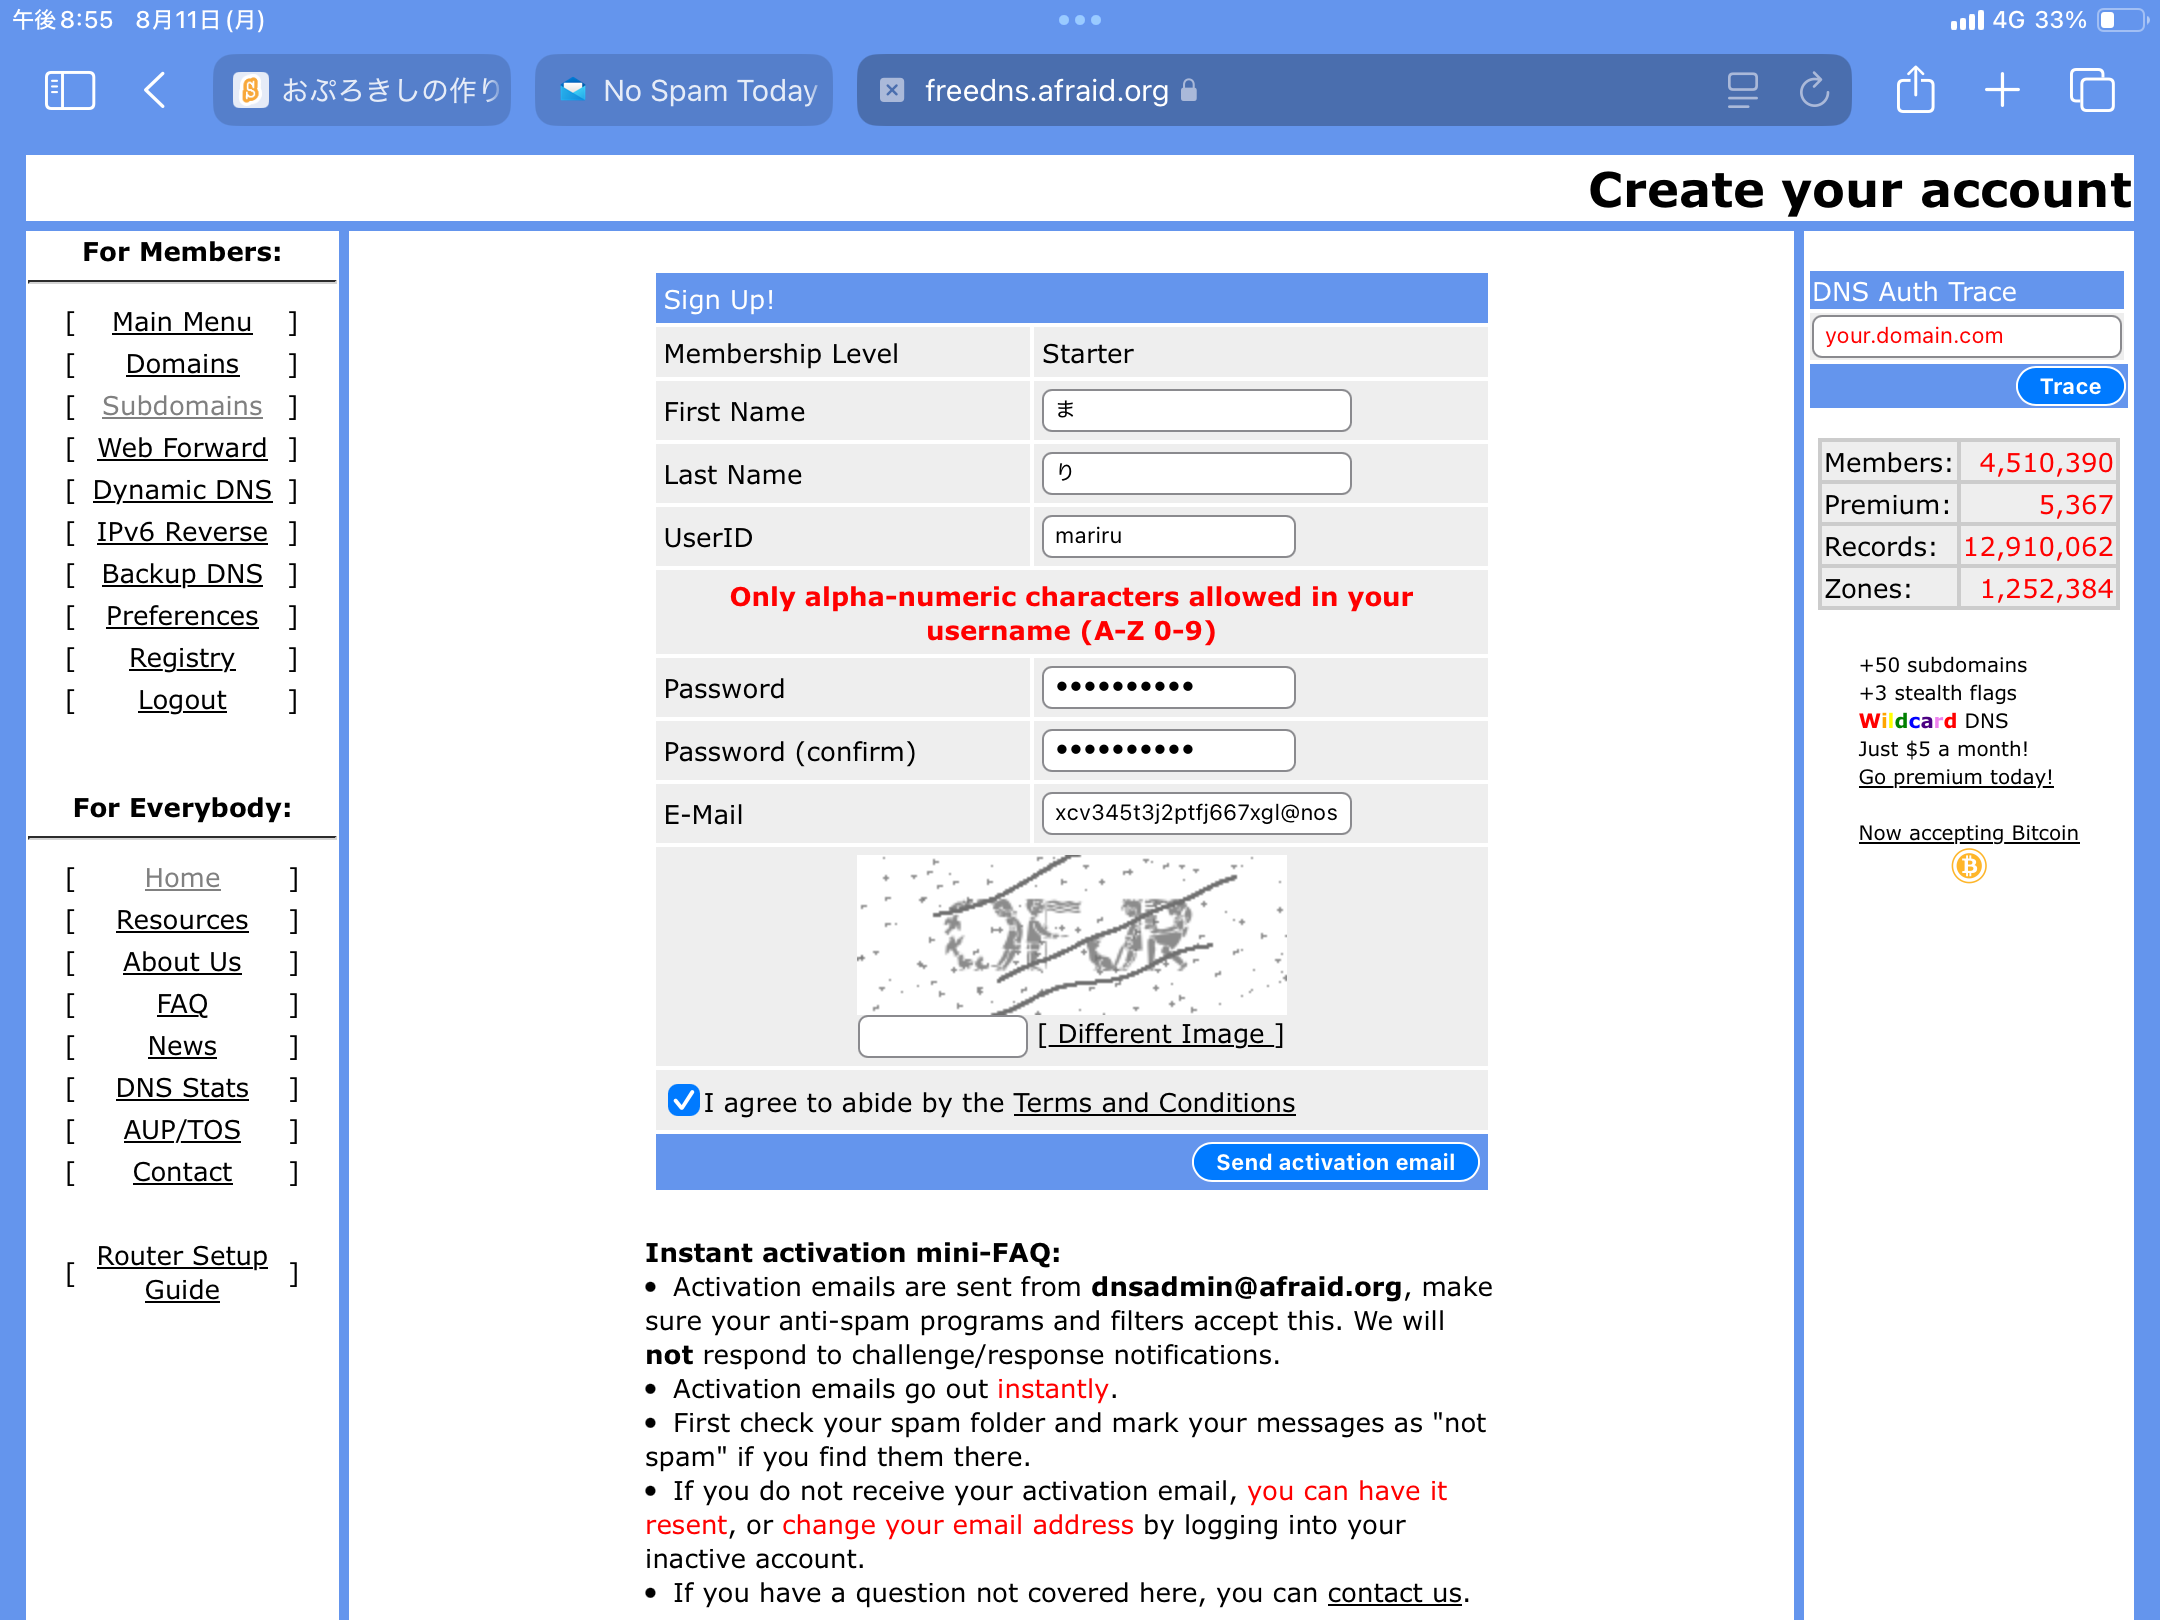 午後8:55 8月11日(月)
4G 33%
おぷろきしの作り
No Spam Today
freedns.afraid.org
Create your account
For Members:
[ Main Menu ]
[ Domains ]
[ Subdomains ]
[ Web Forward ]
[ Dynamic DNS ]
[ IPv6 Reverse ]
[ Backup DNS ]
[ Preferences ]
[ Registry ]
[ Logout ]
For Everybody:
[ Home ]
[ Resources ]
[ About Us ]
[ FAQ ]
[ News ]
[ DNS Stats ]
[ AUP/TOS ]
[ Contact ]
[ Router Setup
Guide ]
Sign Up!
Membership Level Starter
First Name ま
Last Name り
UserID mariru
Only alpha-numeric characters allowed in your
username (A-Z 0-9)
Password ••••••••••
Password (confirm) ••••••••••
E-Mail xcv345t3j2ptfj667xgl@nos
[ Different Image ]
I agree to abide by the Terms and Conditions
Send activation email
Instant activation mini-FAQ:
• Activation emails are sent from dnsadmin@afraid.org, make
sure your anti-spam programs and filters accept this. We will
not respond to challenge/response notifications.
• Activation emails go out instantly.
• First check your spam folder and mark your messages as "not
spam" if you find them there.
• If you do not receive your activation email, you can have it
resent, or change your email address by logging into your
inactive account.
• If you have a question not covered here, you can contact us.
DNS Auth Trace
your.domain.com
Trace
Members: 4,510,390
Premium: 5,367
Records: 12,910,062
Zones: 1,252,384
+50 subdomains
+3 stealth flags
Wildcard DNS
Just $5 a month!
Go premium today!
Now accepting Bitcoin